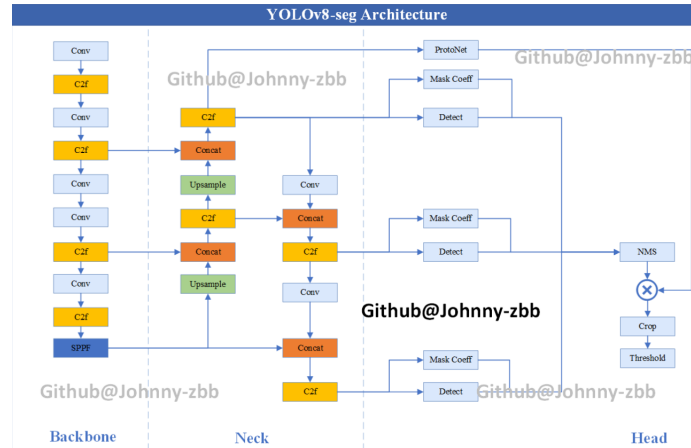 YOLOv8-seg Architecture
Conv
C2f
Conv
C2f
Conv
Conv
C2f
Conv
C2f
SPPF
Backbone
C2f
Concat
Upsample
C2f
Concat
Upsample
Conv
Concat
C2f
Conv
Concat
C2f
Neck
ProtoNet
Mask Coeff
Detect
Mask Coeff
Detect
Mask Coeff
Detect
NMS
Crop
Threshold
Head
Github@Johnny-zbb
Github@Johnny-zbb
Github@Johnny-zbb
Github@Johnny-zbb
Github@Johnny-zbb